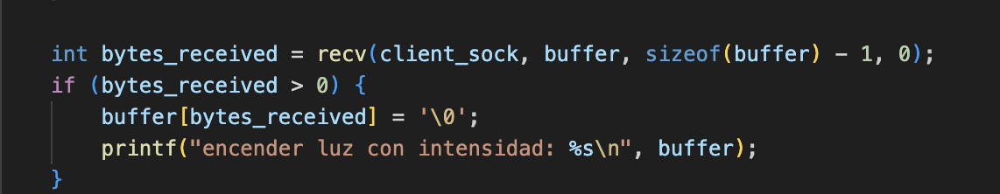 int bytes_received = recv(client_sock, buffer, sizeof(buffer) - 1, 0);
if (bytes_received > 0) {
    buffer[bytes_received] = '\0';
    printf("encender luz con intensidad: %s\n", buffer);
}